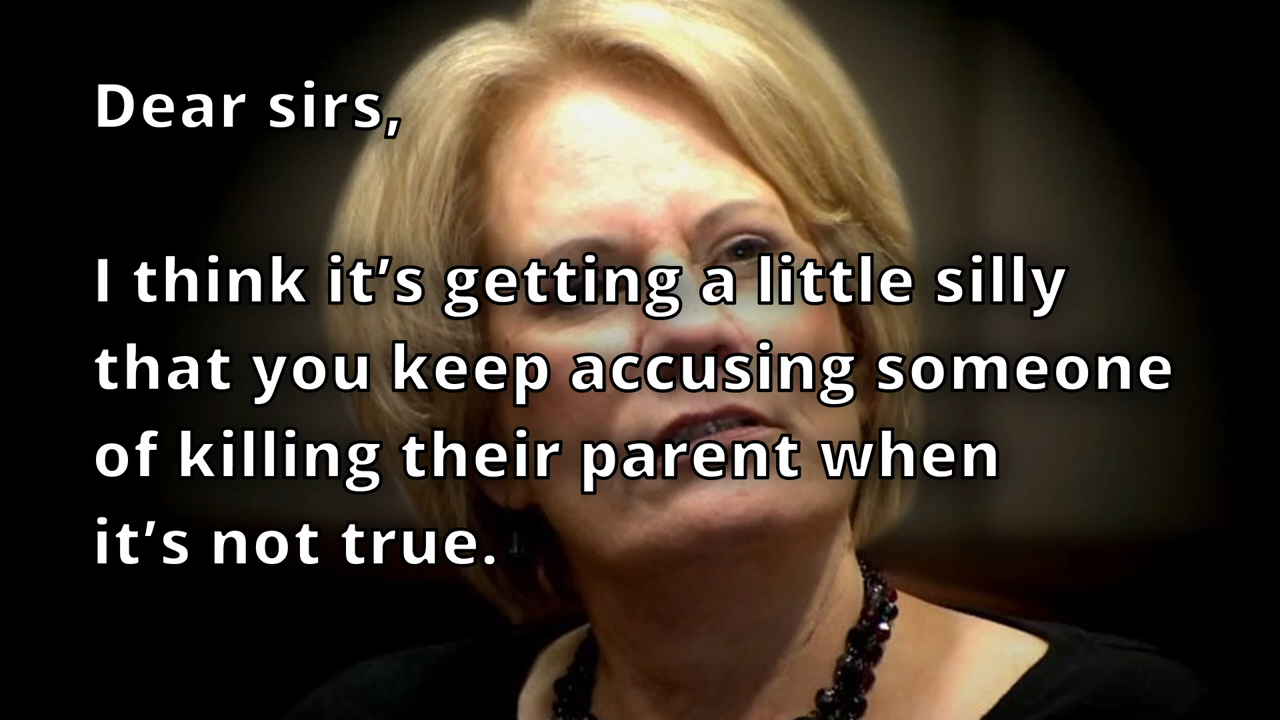 Dear sirs,
I think it’s getting a little silly
that you keep accusing someone
of killing their parent when
it’s not true.